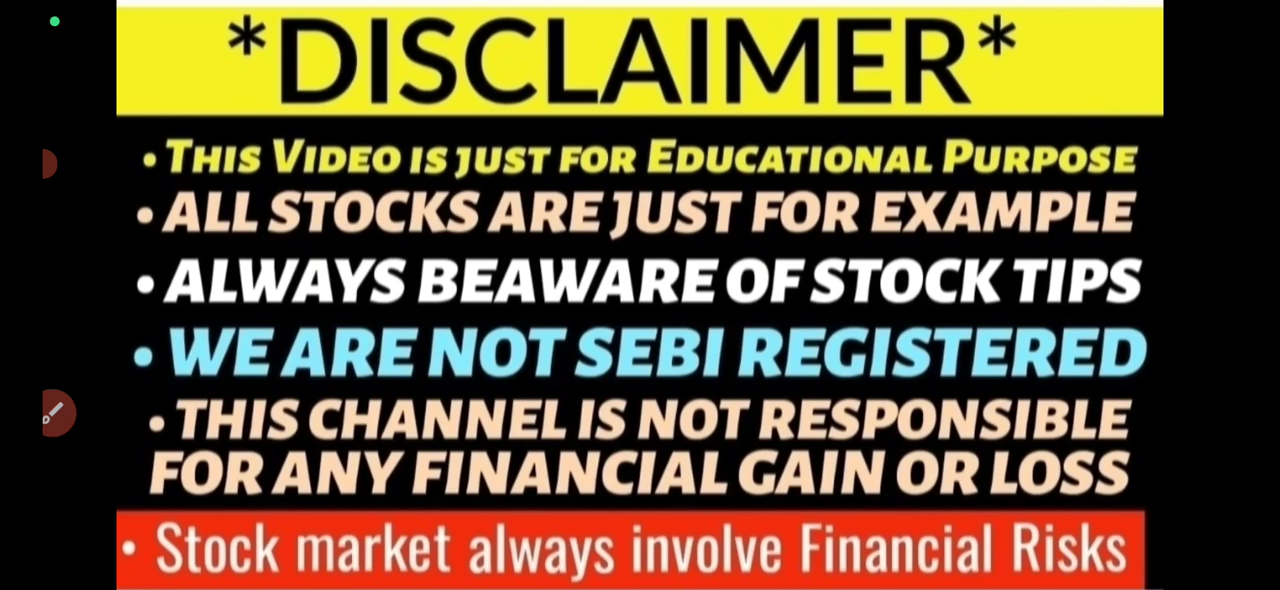 *DISCLAIMER*
• THIS VIDEO IS JUST FOR EDUCATIONAL PURPOSE
• ALL STOCKS ARE JUST FOR EXAMPLE
• ALWAYS BEAWARE OF STOCK TIPS
• WE ARE NOT SEBI REGISTERED
• THIS CHANNEL IS NOT RESPONSIBLE
FOR ANY FINANCIAL GAIN OR LOSS
• Stock market always involve Financial Risks